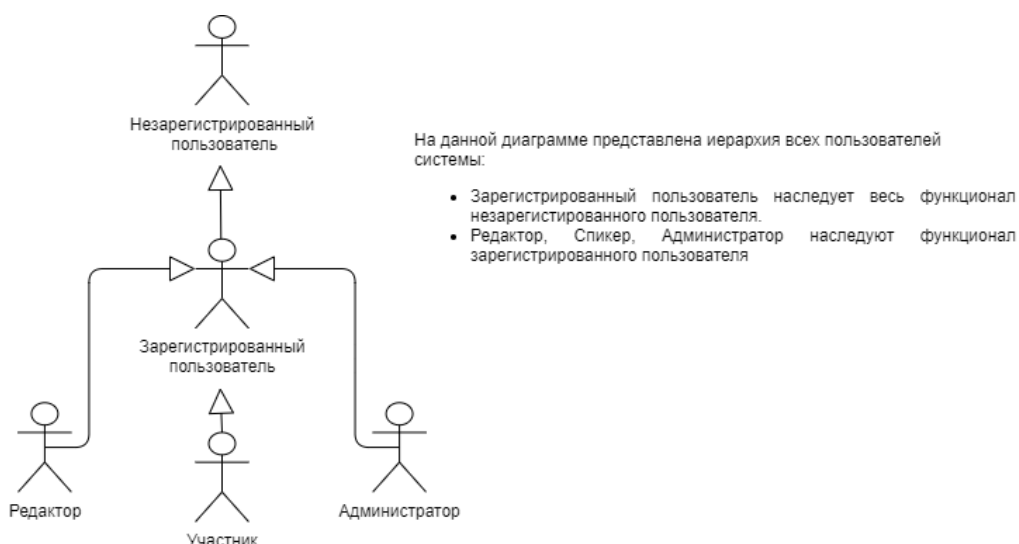 Незарегистрированный
пользователь
На данной диаграмме представлена иерархия всех пользователей
системы:
• Зарегистрированный пользователь наследует весь функционал
незарегистированного пользователя.
• Редактор, Спикер, Администратор наследуют функционал
зарегистрированного пользователя
Зарегистрированный
пользователь
Редактор
Администратор
Участник